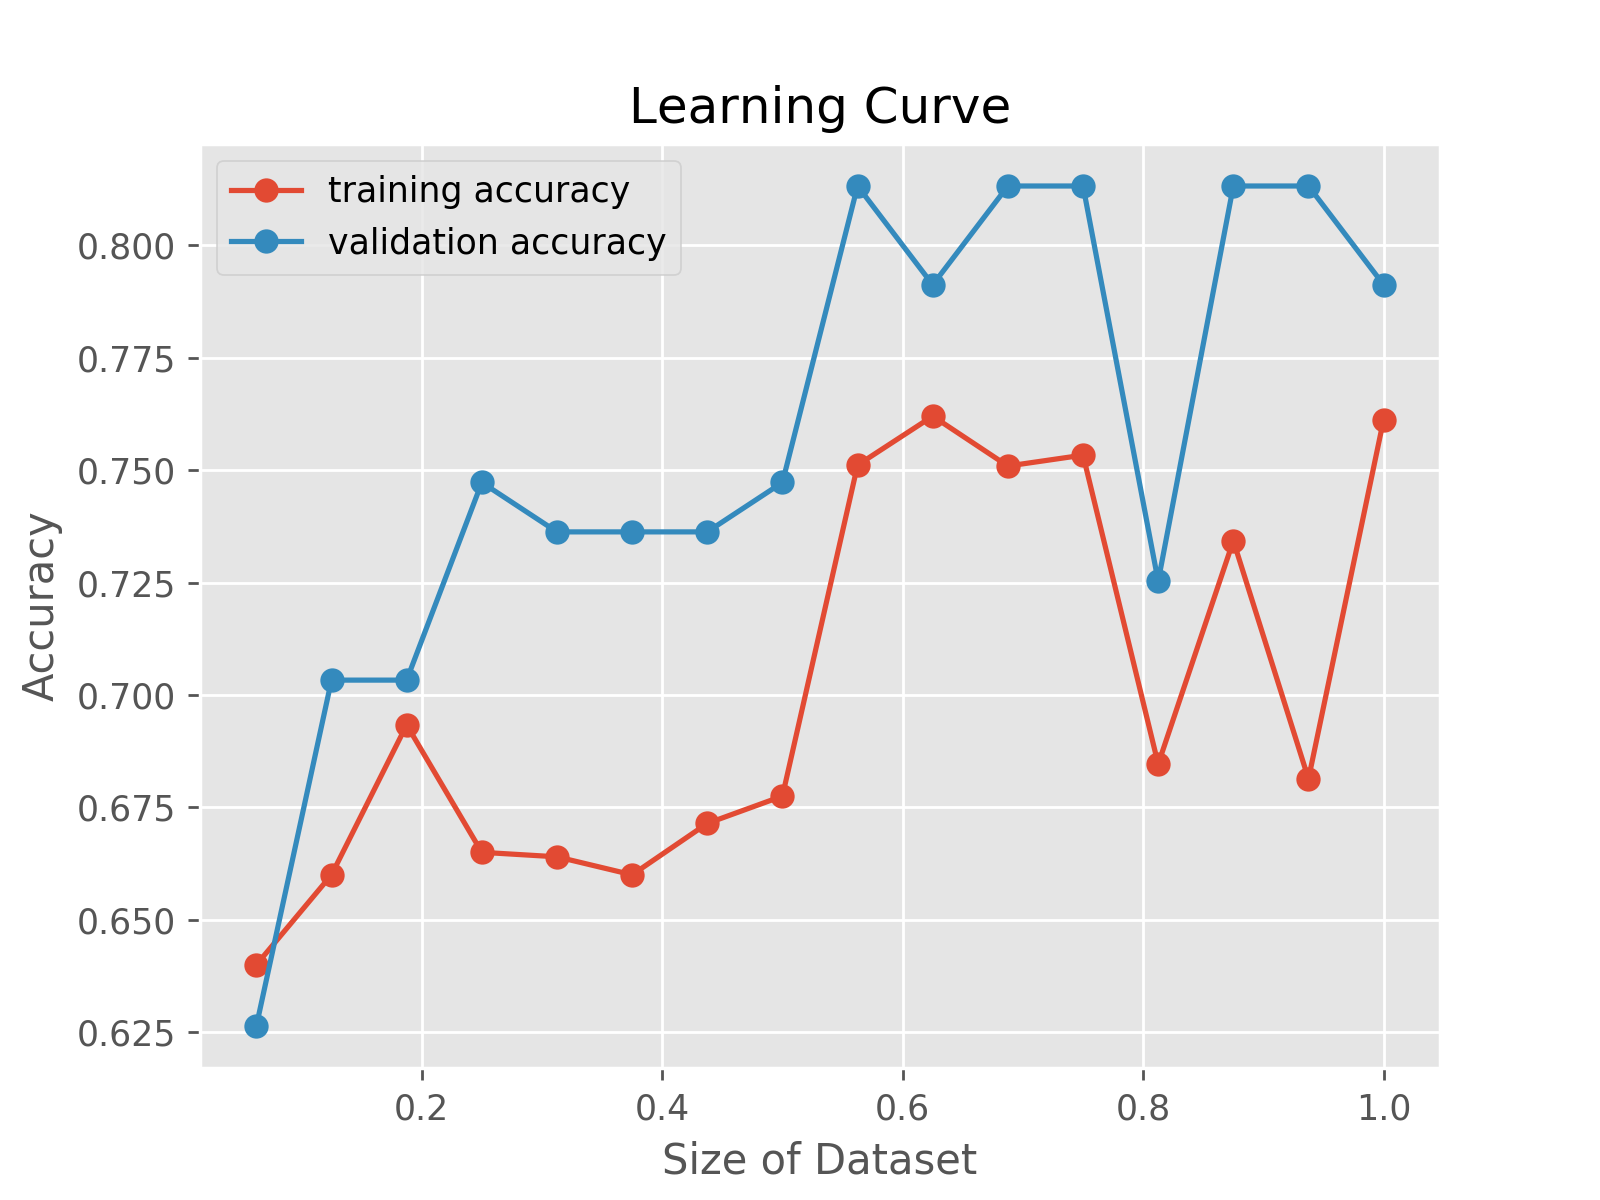 Learning Curve
training accuracy
validation accuracy
0.800
0.775
0.750
0.725
0.700
0.675
0.650
0.625
Accuracy
0.2 0.4 0.6 0.8 1.0
Size of Dataset